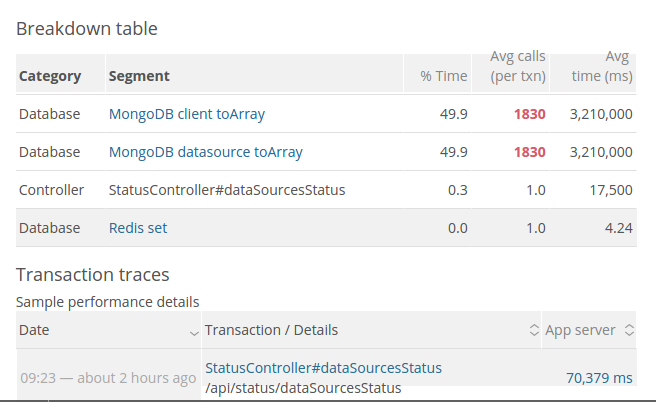 Breakdown table
Category Segment % Time Avg calls (per txn) Avg time (ms)
Database MongoDB client toArray 49.9 1830 3,210,000
Database MongoDB datasource toArray 49.9 1830 3,210,000
Controller StatusController#dataSourcesStatus 0.3 1.0 17,500
Database Redis set 0.0 1.0 4.24
Transaction traces
Sample performance details
Date Transaction / Details App server
09:23 — about 2 hours ago StatusController#dataSourcesStatus 70,379 ms
/api/status/dataSourcesStatus